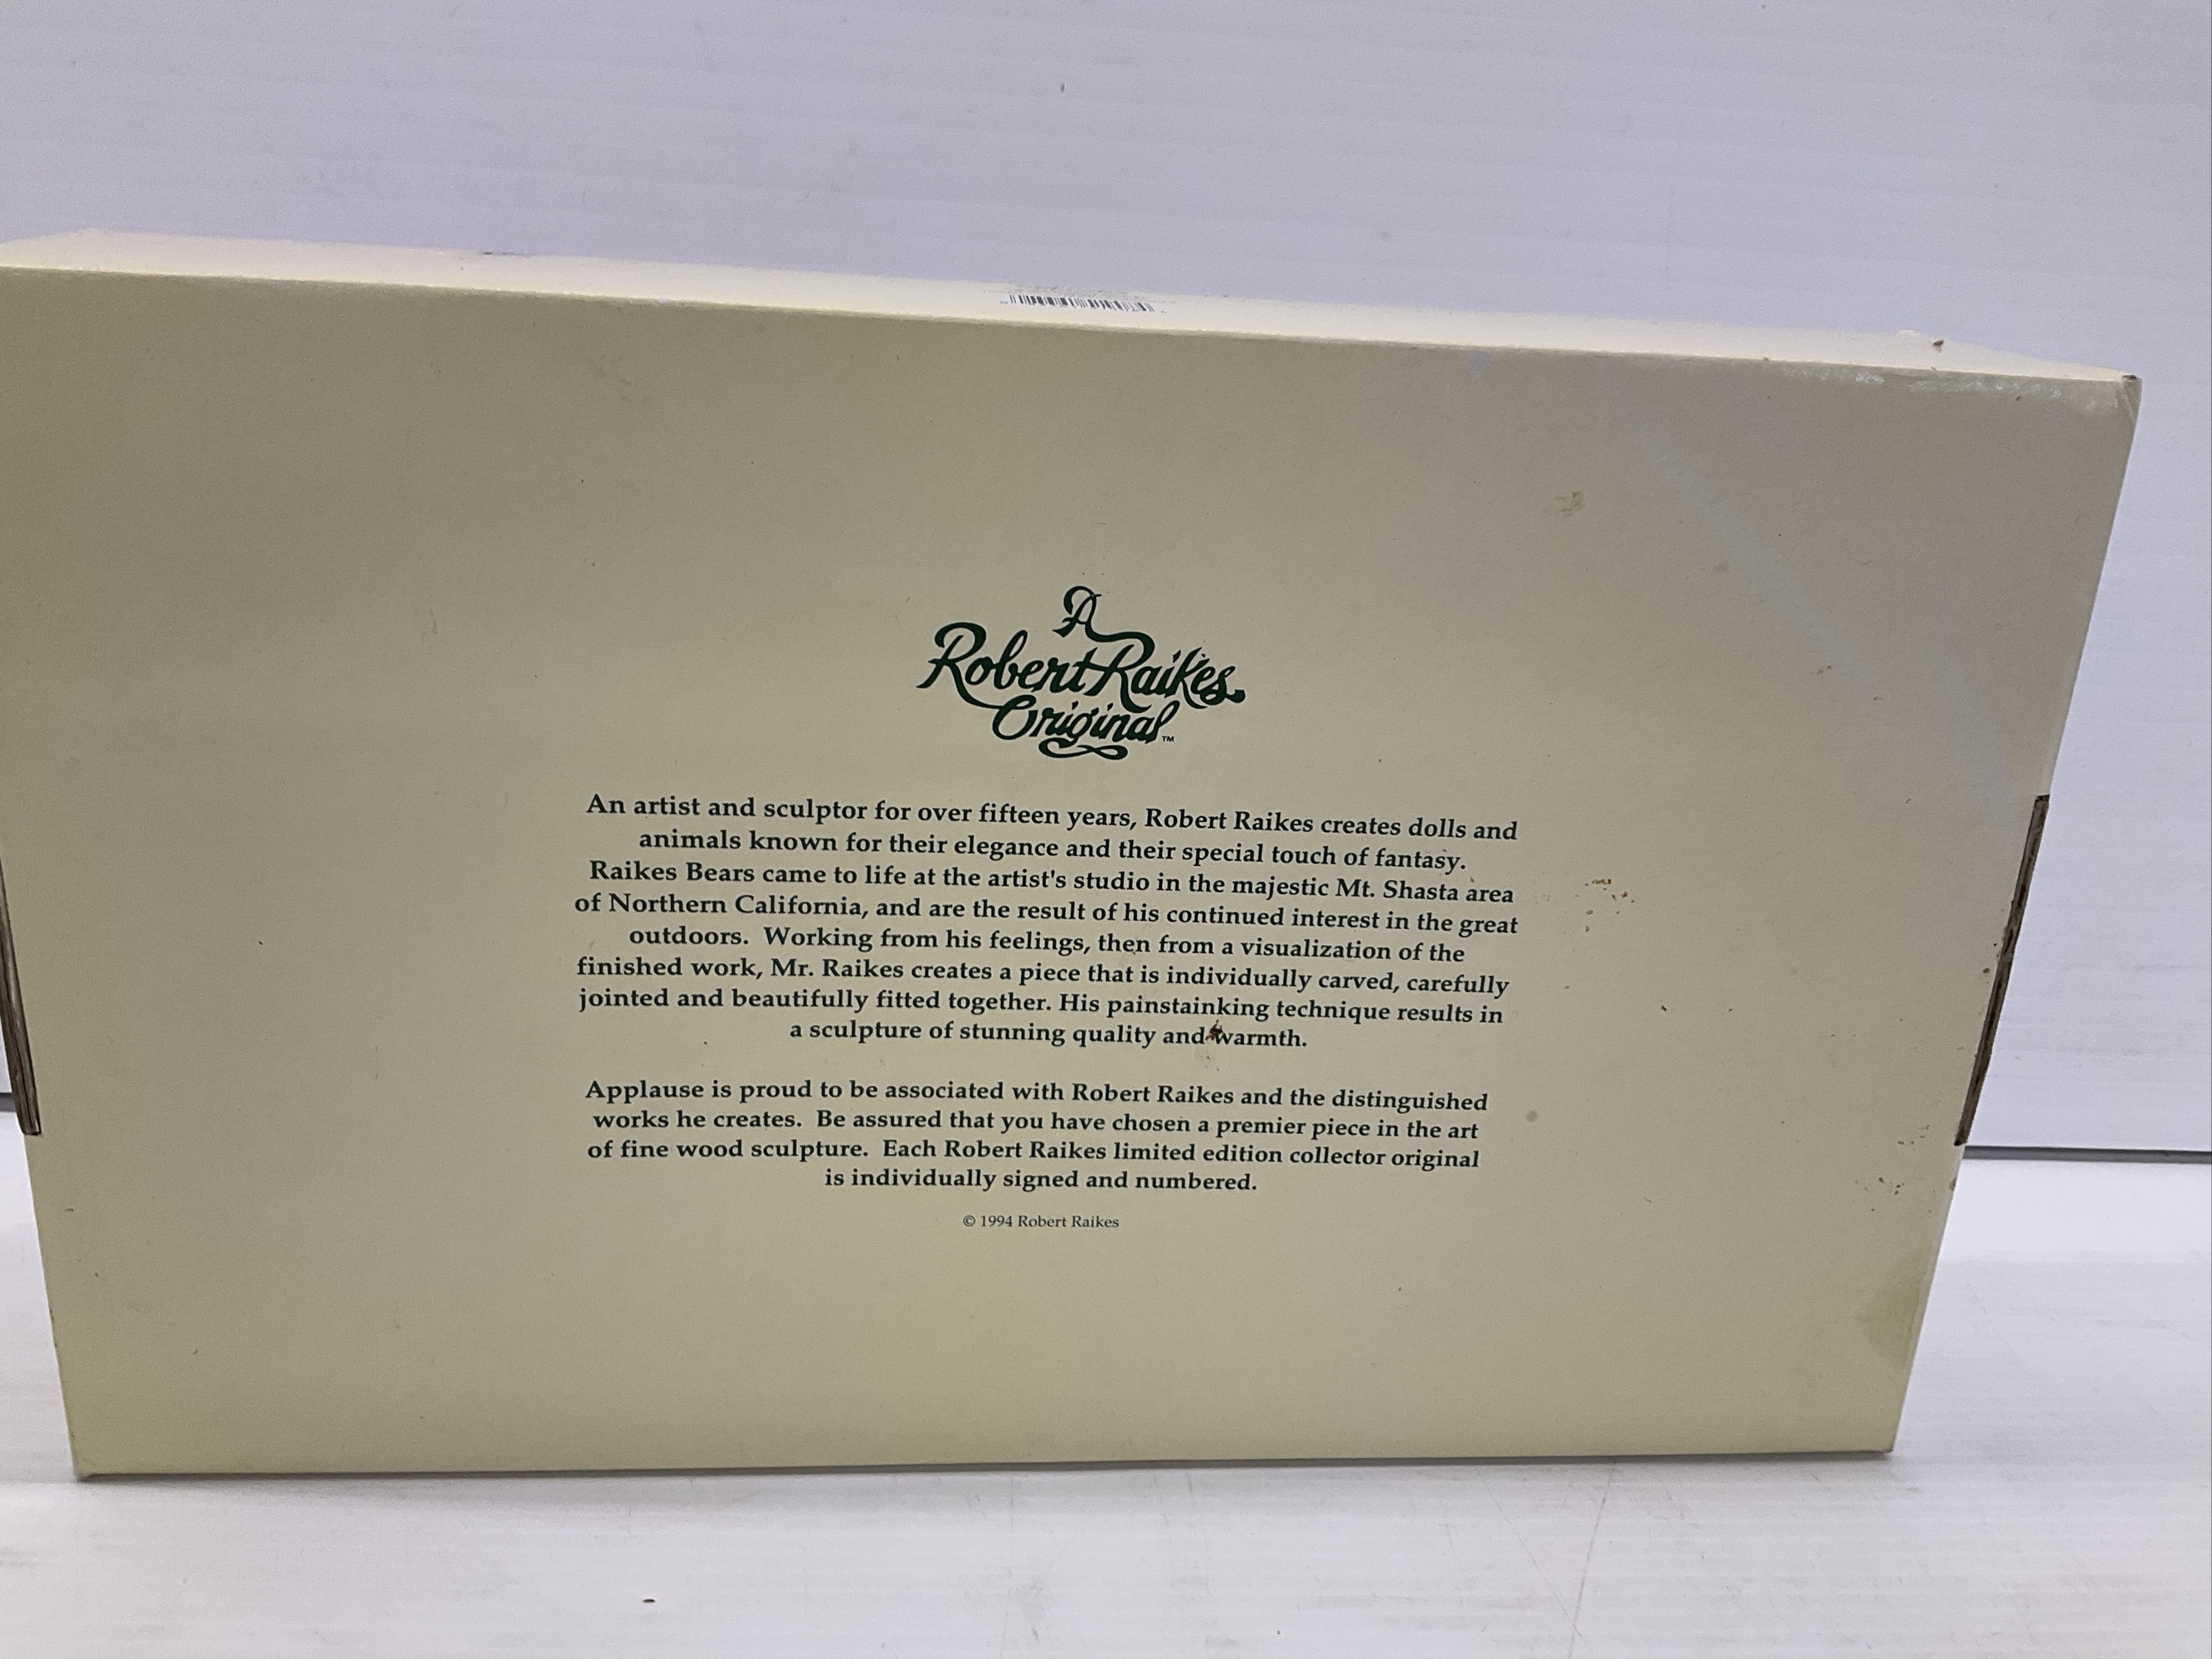 A
Robert Raikes
Original™
An artist and sculptor for over fifteen years, Robert Raikes creates dolls and
animals known for their elegance and their special touch of fantasy.
Raikes Bears came to life at the artist's studio in the majestic Mt. Shasta area
of Northern California, and are the result of his continued interest in the great
outdoors. Working from his feelings, then from a visualization of the
finished work, Mr. Raikes creates a piece that is individually carved, carefully
jointed and beautifully fitted together. His painstainking technique results in
a sculpture of stunning quality and warmth.
Applause is proud to be associated with Robert Raikes and the distinguished
works he creates. Be assured that you have chosen a premier piece in the art
of fine wood sculpture. Each Robert Raikes limited edition collector original
is individually signed and numbered.
© 1994 Robert Raikes